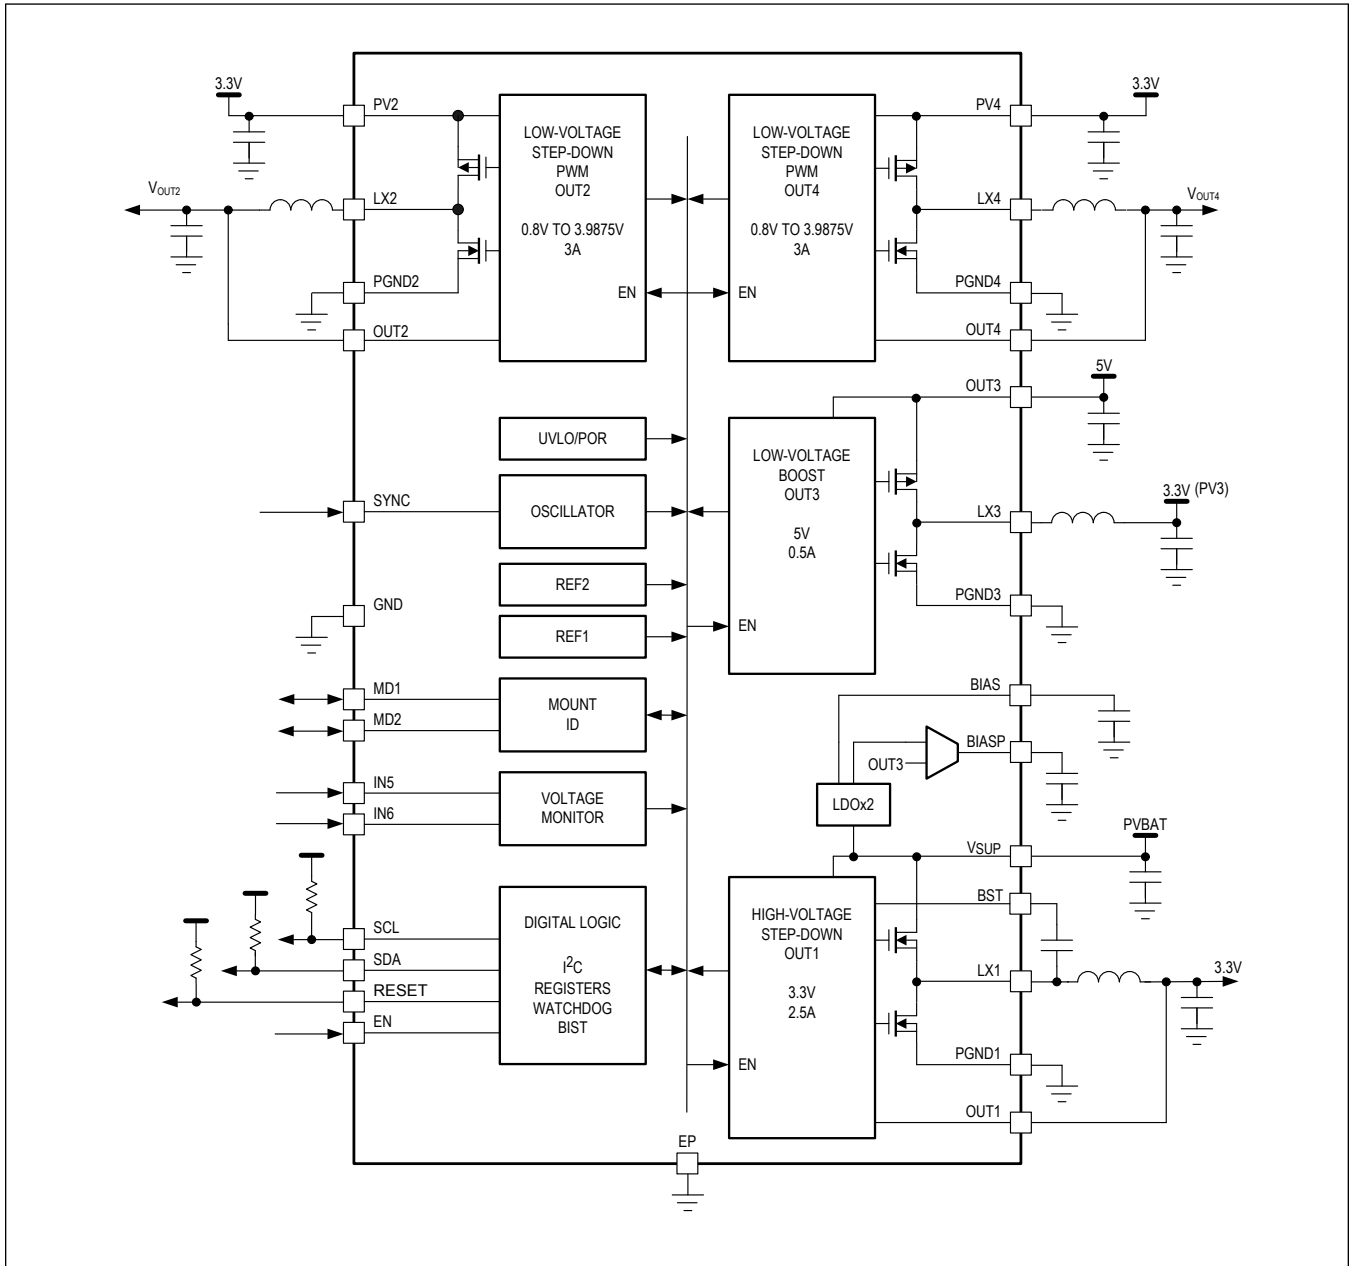 3.3V
PV2
LOW-VOLTAGE
STEP-DOWN
PWM
OUT2
0.8V TO 3.9875V
3A
EN
VOUT2
LX2
PGND2
OUT2
LOW-VOLTAGE
STEP-DOWN
PWM
OUT4
0.8V TO 3.9875V
3A
EN
PV4
3.3V
LX4
VOUT4
PGND4
OUT4
OUT3
5V
UVLO/POR
SYNC
OSCILLATOR
REF2
GND
REF1
LOW-VOLTAGE
BOOST
OUT3
5V
0.5A
EN
LX3
3.3V (PV3)
PGND3
MD1
MD2
MOUNT
ID
BIAS
BIASP
OUT3
LDOx2
IN5
IN6
VOLTAGE
MONITOR
PVBAT
VSUP
BST
SCL
SDA
RESET
EN
DIGITAL LOGIC
I2C
REGISTERS
WATCHDOG
BIST
HIGH-VOLTAGE
STEP-DOWN
OUT1
3.3V
2.5A
EN
LX1
3.3V
PGND1
OUT1
EP